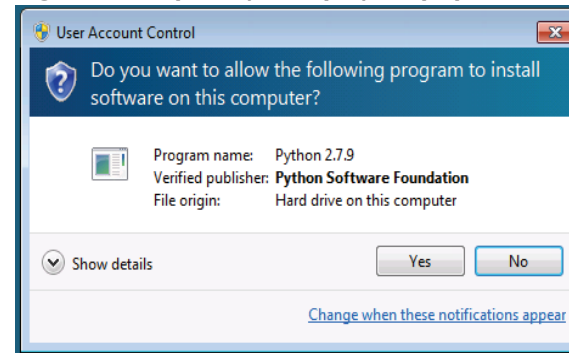 User Account Control
Do you want to allow the following program to install
software on this computer?
Program name: Python 2.7.9
Verified publisher: Python Software Foundation
File origin: Hard drive on this computer
Show details
Yes
No
Change when these notifications appear